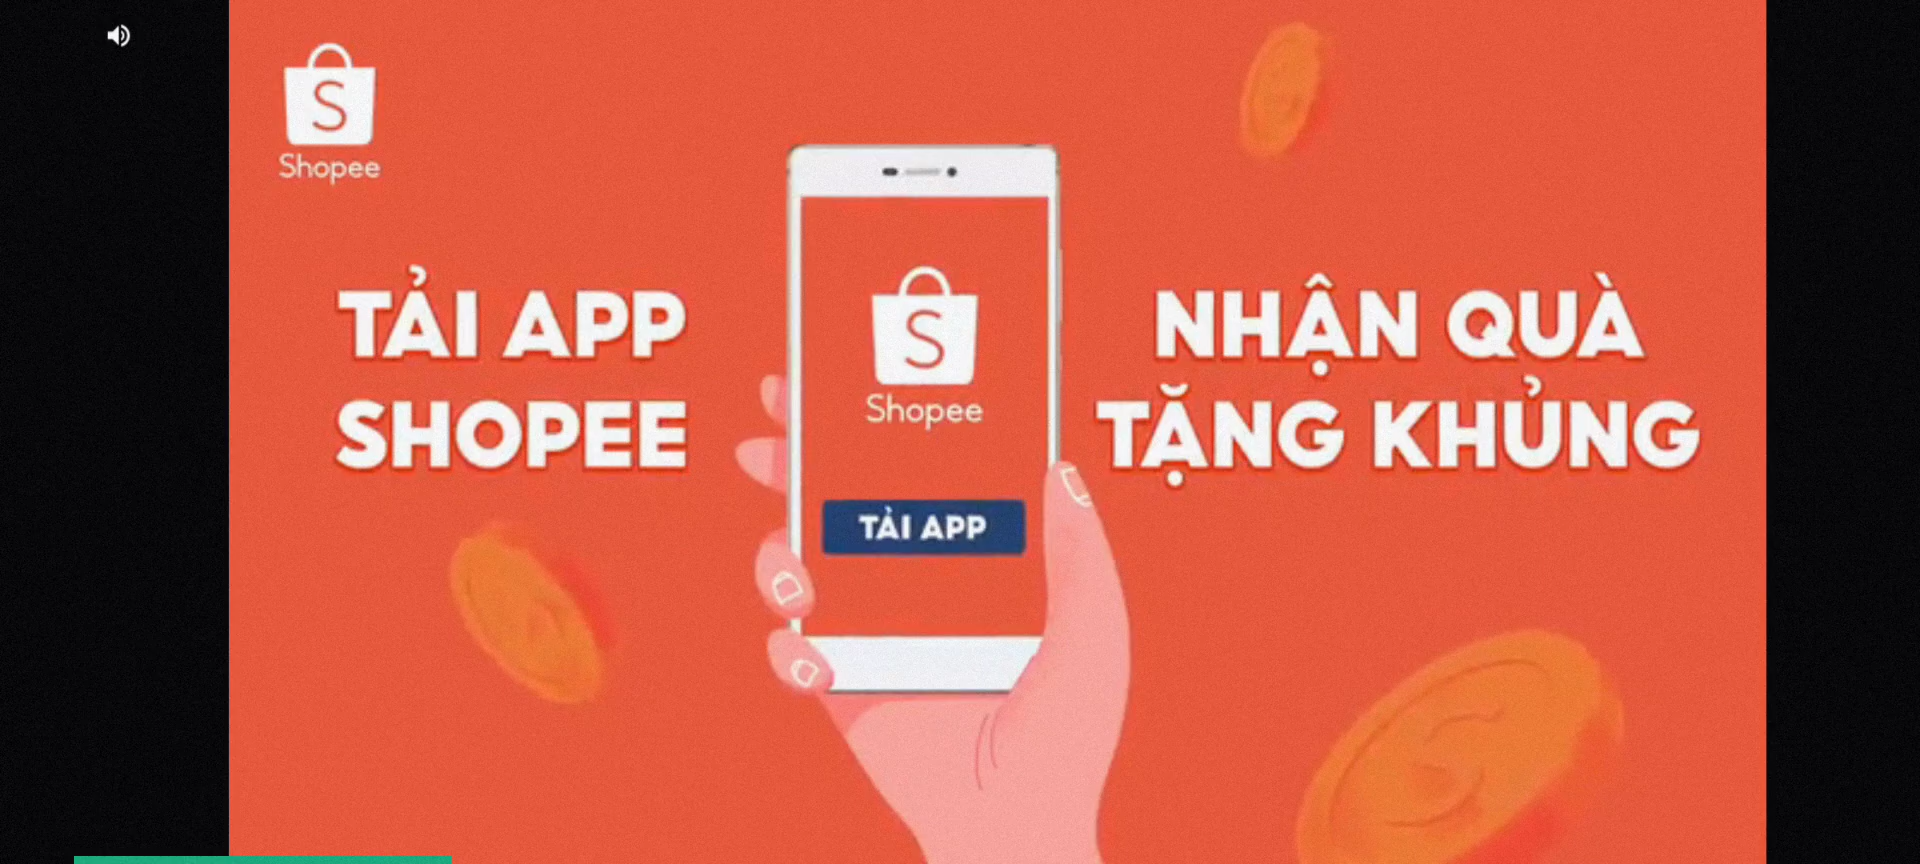 Shopee
TẢI APP
SHOPEE
Shopee
TẢI APP
NHẬN QUÀ
TẶNG KHỦNG